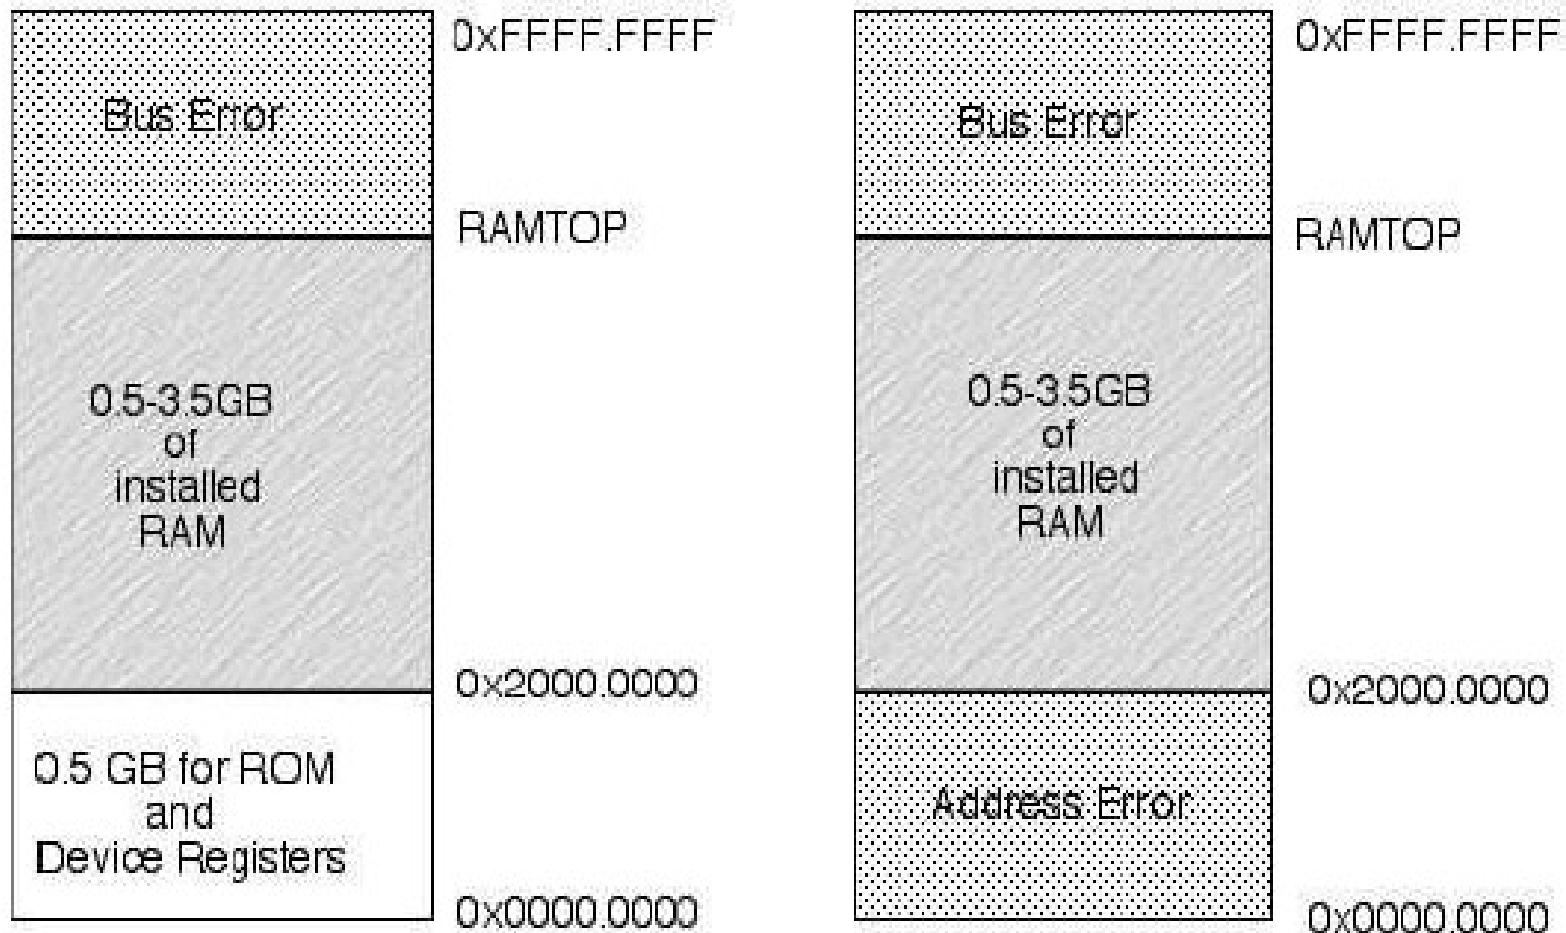 0xFFFF.FFFF
Bus Error
RAMTOP
0.5-3.5GB
of
installed
RAM
0x2000.0000
0.5 GB for ROM
and
Device Registers
0x0000.0000
0xFFFF.FFFF
Bus Error
RAMTOP
0.5-3.5GB
of
installed
RAM
0x2000.0000
Address Error
0x0000.0000